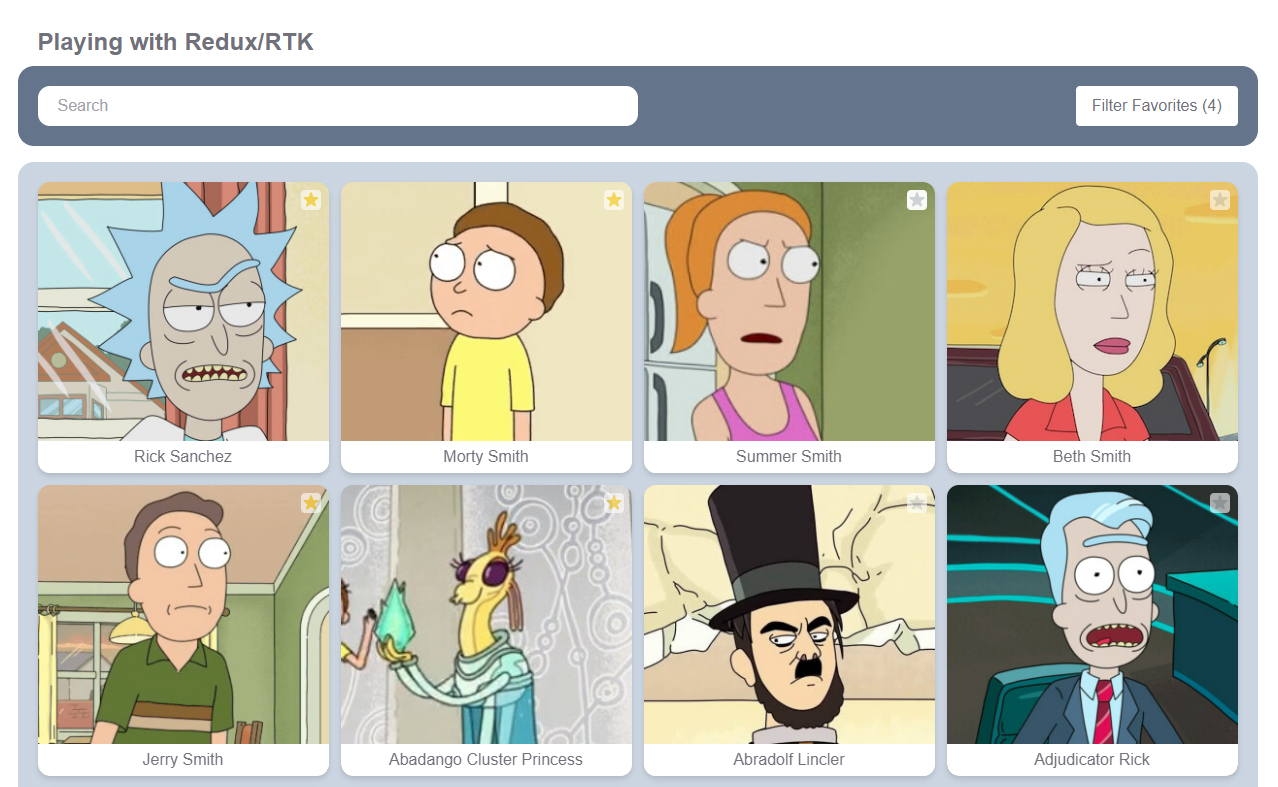 Playing with Redux/RTK
Search
Filter Favorites (4)
Rick Sanchez
Morty Smith
Summer Smith
Beth Smith
Jerry Smith
Abadango Cluster Princess
Abradolf Lincler
Adjudicator Rick